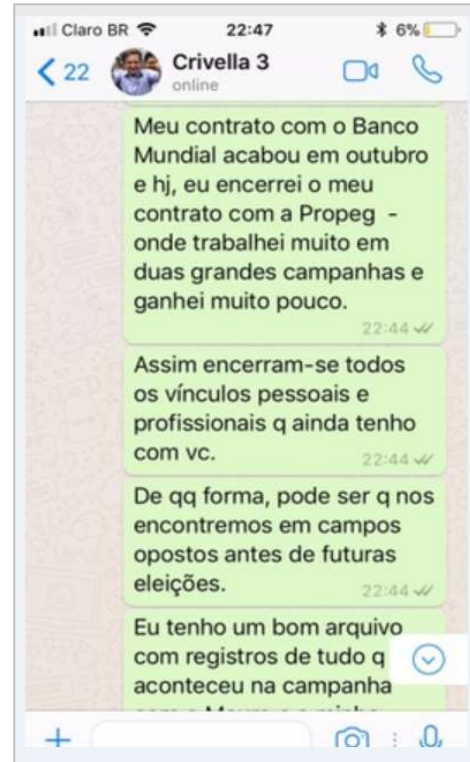 Claro BR 22:47 6%
22 Crivella 3
online
Meu contrato com o Banco
Mundial acabou em outubro
e hj, eu encerrei o meu
contrato com a Propeg -
onde trabalhei muito em
duas grandes campanhas e
ganhei muito pouco.
22:44
Assim encerram-se todos
os vínculos pessoais e
profissionais q ainda tenho
com vc.
22:44
De qq forma, pode ser q nos
encontremos em campos
opostos antes de futuras
eleições.
22:44
Eu tenho um bom arquivo
com registros de tudo q
aconteceu na campanha